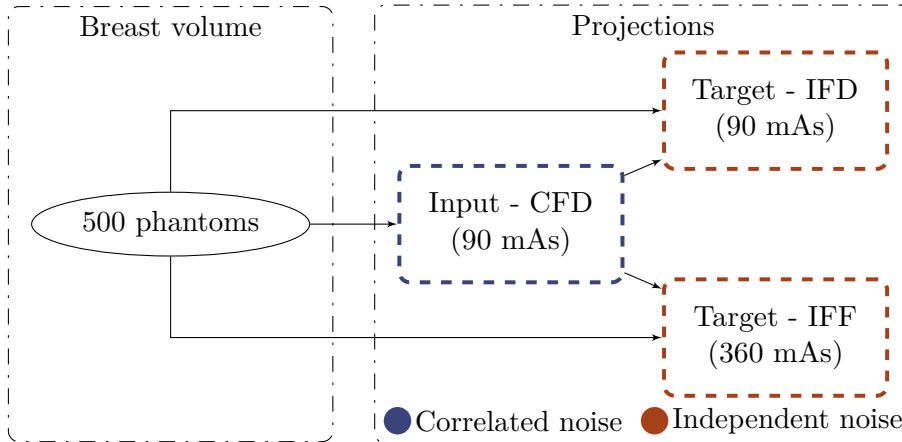 Breast volume
Projections
Target - IFD
(90 mAs)
500 phantoms
Input - CFD
(90 mAs)
Target - IFF
(360 mAs)
Correlated noise
Independent noise